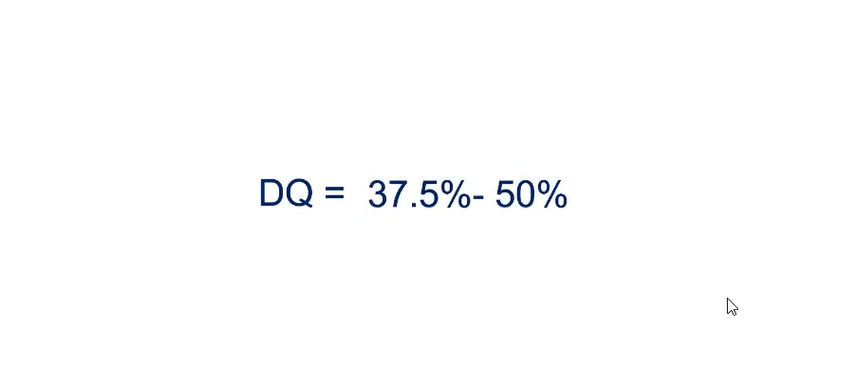 DQ = 37.5%- 50%